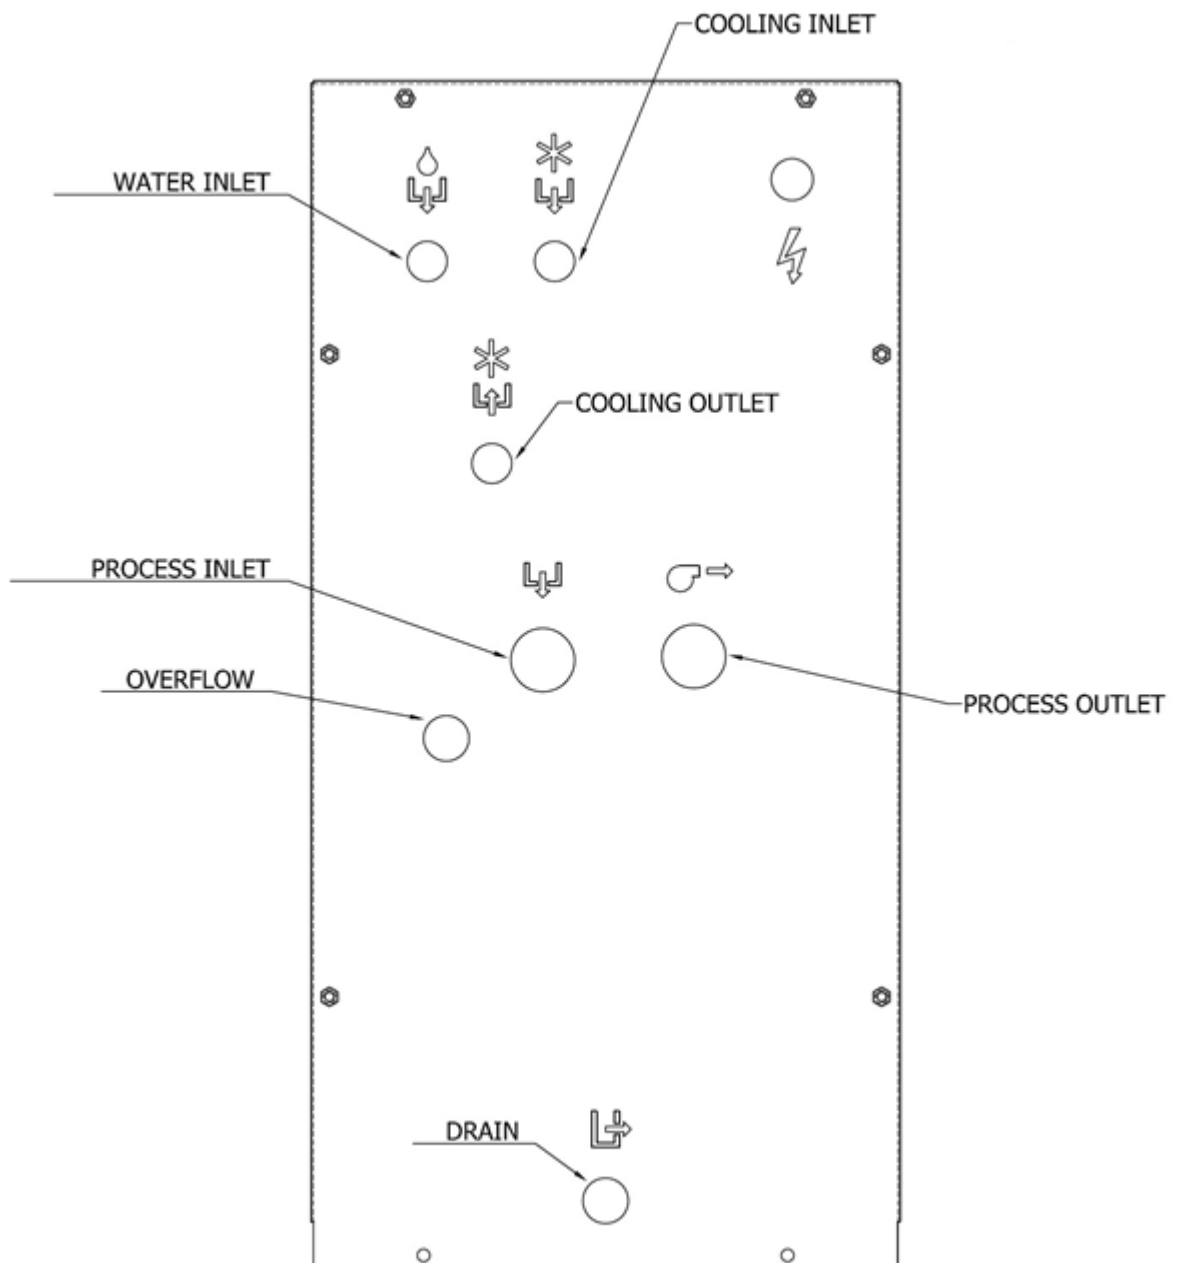 COOLING INLET
WATER INLET
COOLING OUTLET
PROCESS INLET
OVERFLOW
PROCESS OUTLET
DRAIN